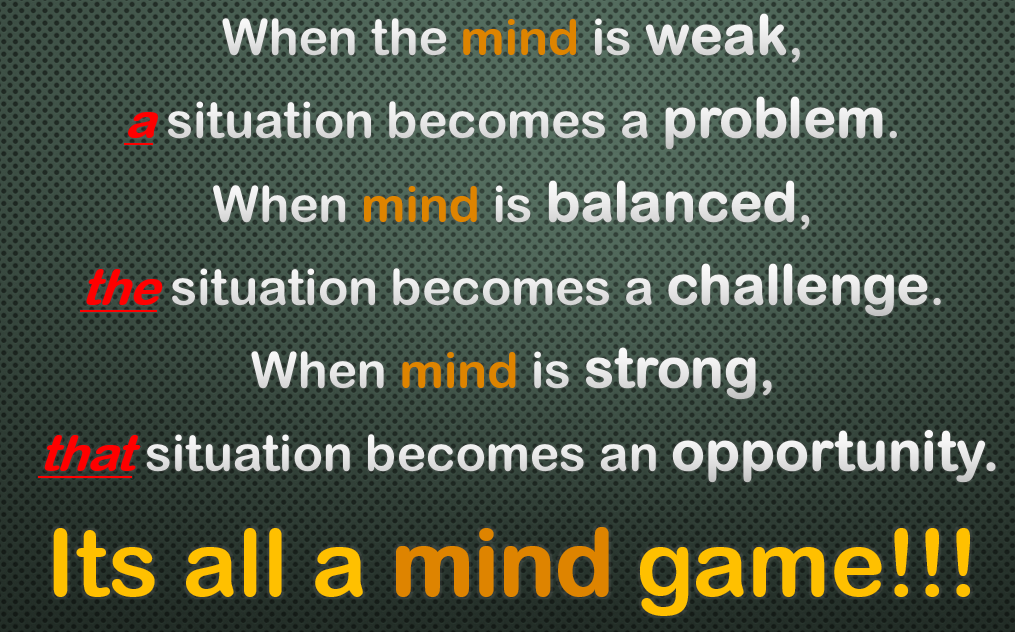 When the mind is weak,
a situation becomes a problem.
When mind is balanced,
the situation becomes a challenge.
When mind is strong,
that situation becomes an opportunity.
Its all a mind game!!!